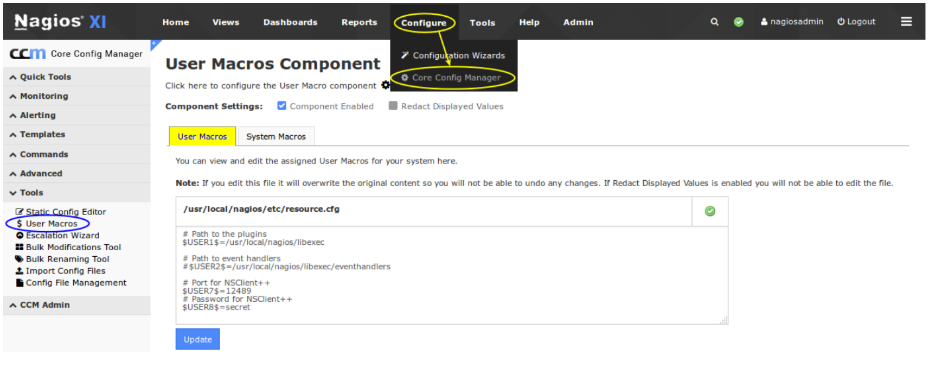 Nagios® XI
Home Views Dashboards Reports Configure Tools Help Admin nagiosadmin Logout
Configuration Wizards
Core Config Manager
CCM Core Config Manager
Quick Tools
Monitoring
Alerting
Templates
Commands
Advanced
Tools
Static Config Editor
$ User Macros
Escalation Wizard
Bulk Modifications Tool
Bulk Renaming Tool
Import Config Files
Config File Management
CCM Admin
User Macros Component
Click here to configure the User Macro component
Component Settings: Component Enabled Redact Displayed Values
User Macros System Macros
You can view and edit the assigned User Macros for your system here.
Note: If you edit this file it will overwrite the original content so you will not be able to undo any changes. If Redact Displayed Values is enabled you will not be able to edit the file.
/usr/local/nagios/etc/resource.cfg
# Path to the plugins
$USER1$=/usr/local/nagios/libexec
# Path to event handlers
#$USER2$=/usr/local/nagios/libexec/eventhandlers
# Port for NSClient++
$USER7$=12489
# Password for NSClient++
$USER8$=secret
Update